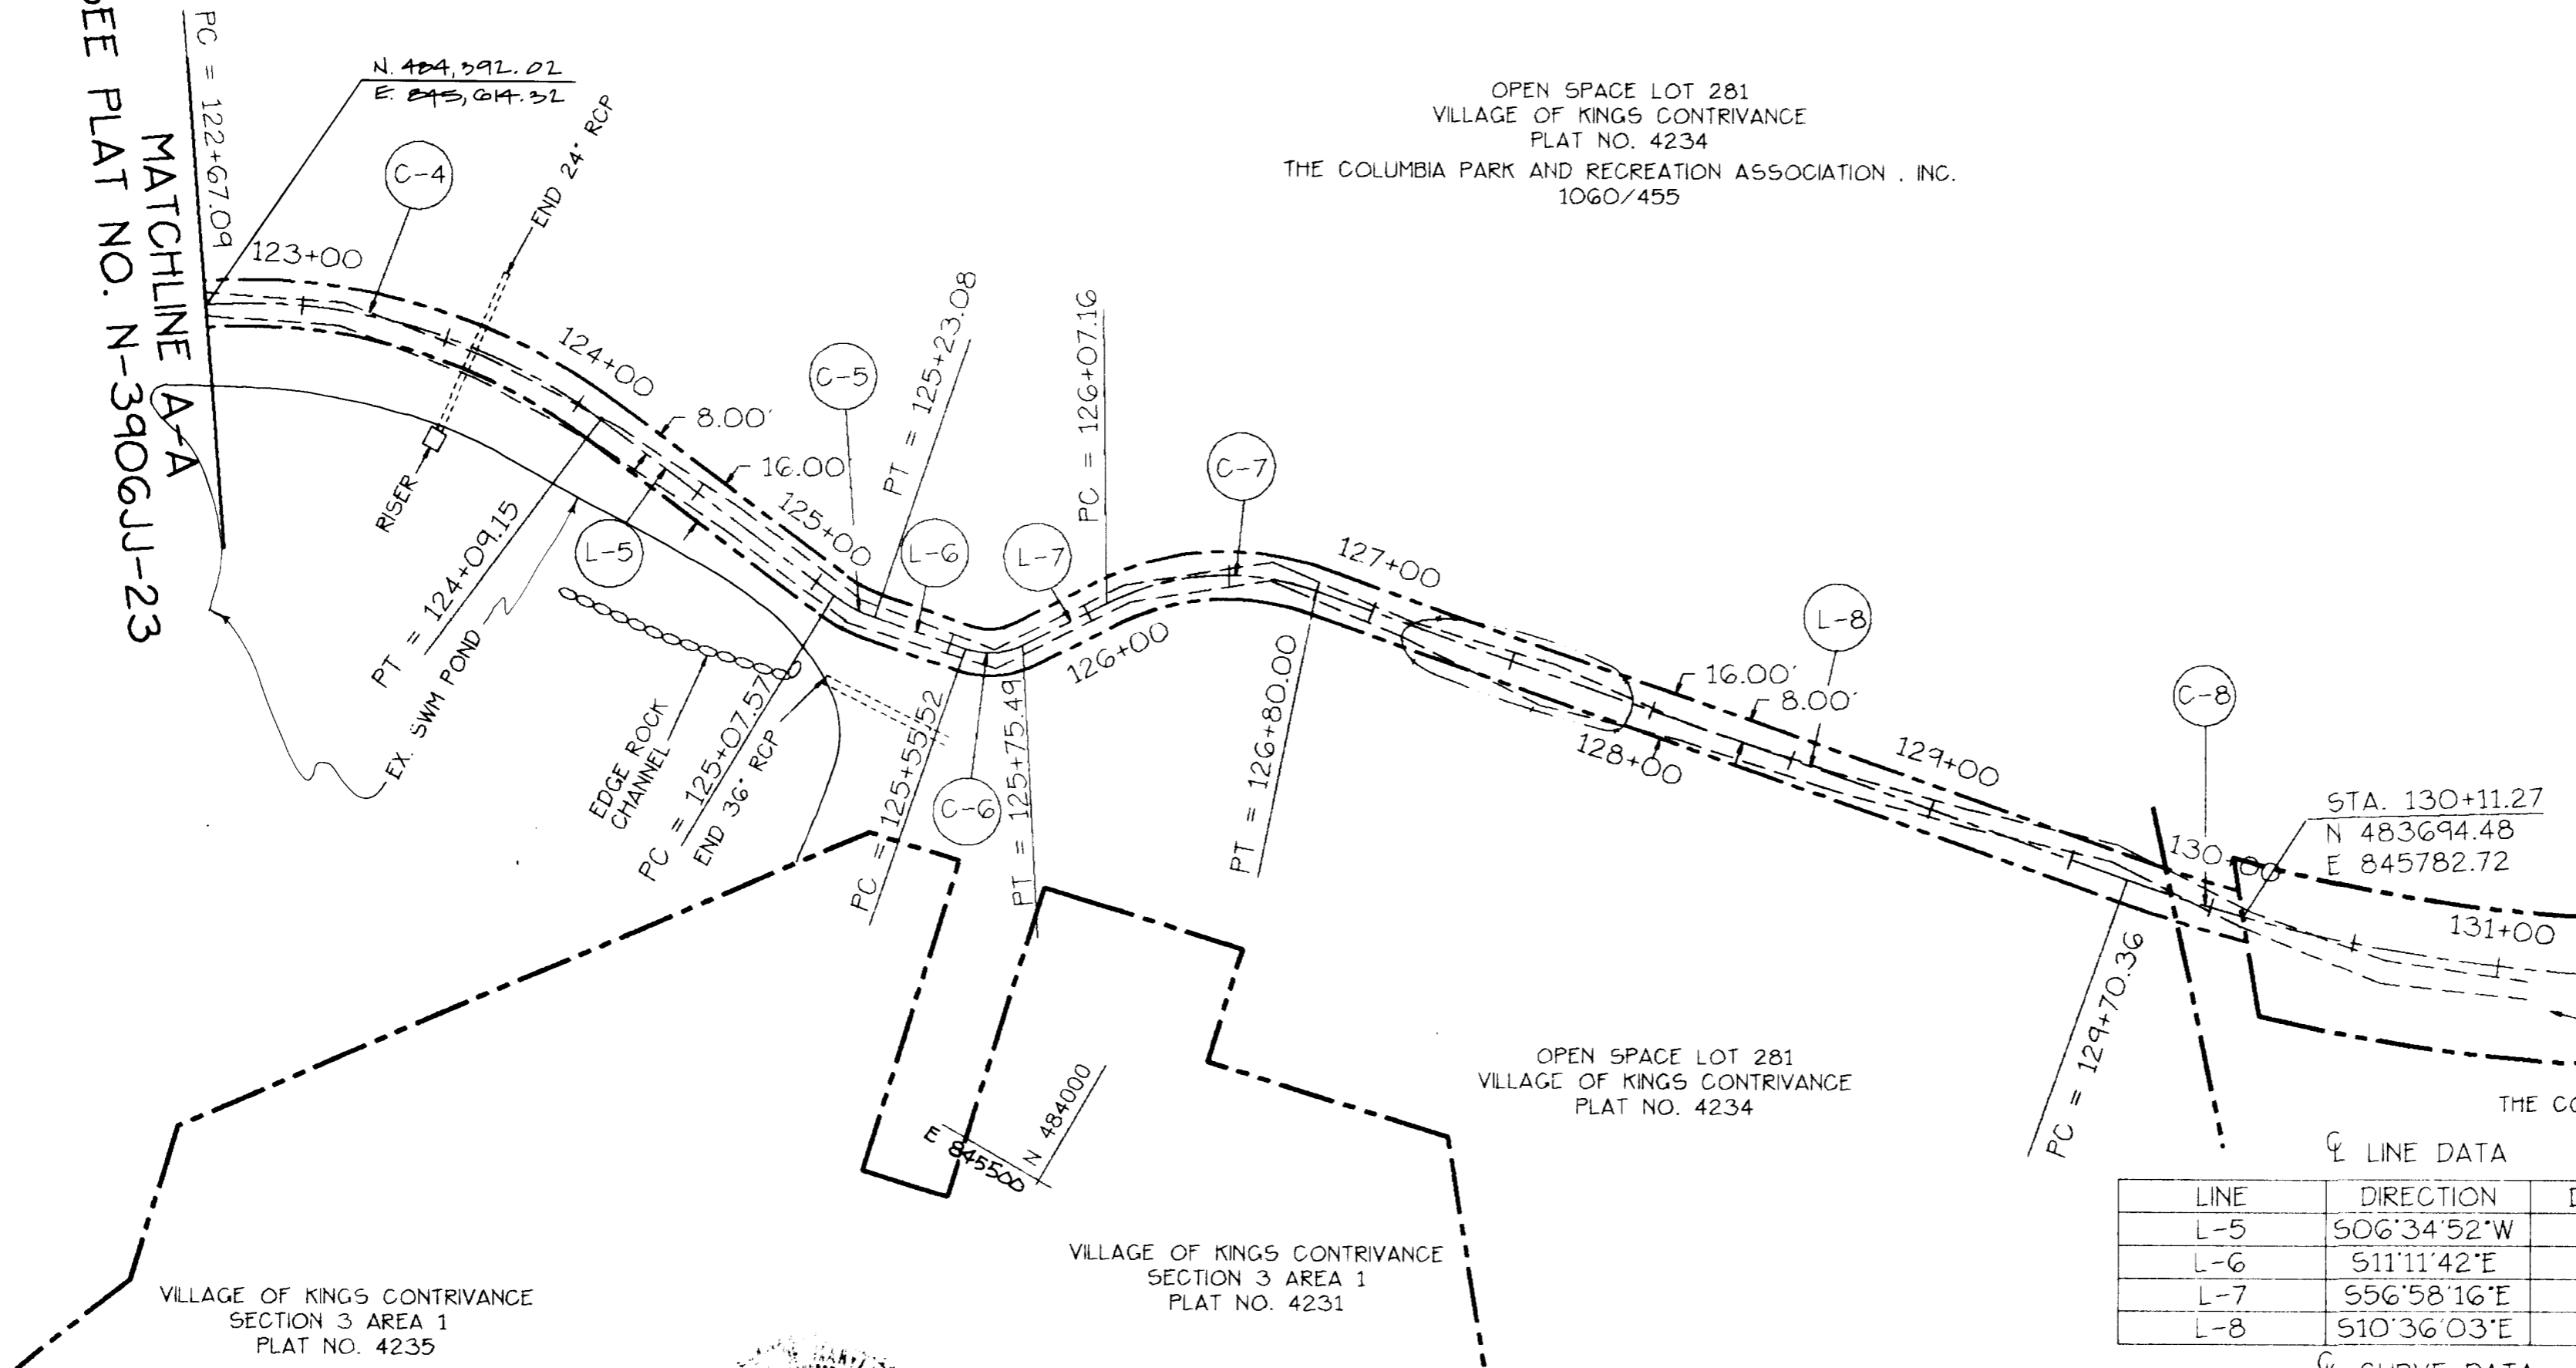 SEE PLAT NO. N-3906JJ-23
MATCHLINE A-A
PC = 122+67.09
N. 484,392.02
E. 845,614.32
C-4
END 24" RCP
123+00
RISER
124+00
8.00'
16.00'
C-5
PT = 125+23.08
PC = 126+07.16
C-7
127+00
OPEN SPACE LOT 281
VILLAGE OF KINGS CONTRIVANCE
PLAT NO. 4234
THE COLUMBIA PARK AND RECREATION ASSOCIATION , INC.
1060/455
PT = 124+09.15
L-5
125+00
L-6
L-7
126+00
EX. SWM POND
EDGE ROCK
CHANNEL
PC = 125+07.57
END 36" RCP
PC = 125+55.52
C-6
PT = 125+75.49
PT = 126+80.00
128+00
16.00'
8.00'
L-8
129+00
C-8
130+00
STA. 130+11.27
N 483694.48
E 845782.72
131+00
PC = 129+70.36
E 845500
N 484000
OPEN SPACE LOT 281
VILLAGE OF KINGS CONTRIVANCE
PLAT NO. 4234
THE CO
VILLAGE OF KINGS CONTRIVANCE
SECTION 3 AREA 1
PLAT NO. 4231
VILLAGE OF KINGS CONTRIVANCE
SECTION 3 AREA 1
PLAT NO. 4235
℄ LINE DATA
LINE DIRECTION D
L-5 S06°34'52"W
L-6 S11°11'42"E
L-7 S56°58'16"E
L-8 S10°36'03"E
℄ CURVE DATA